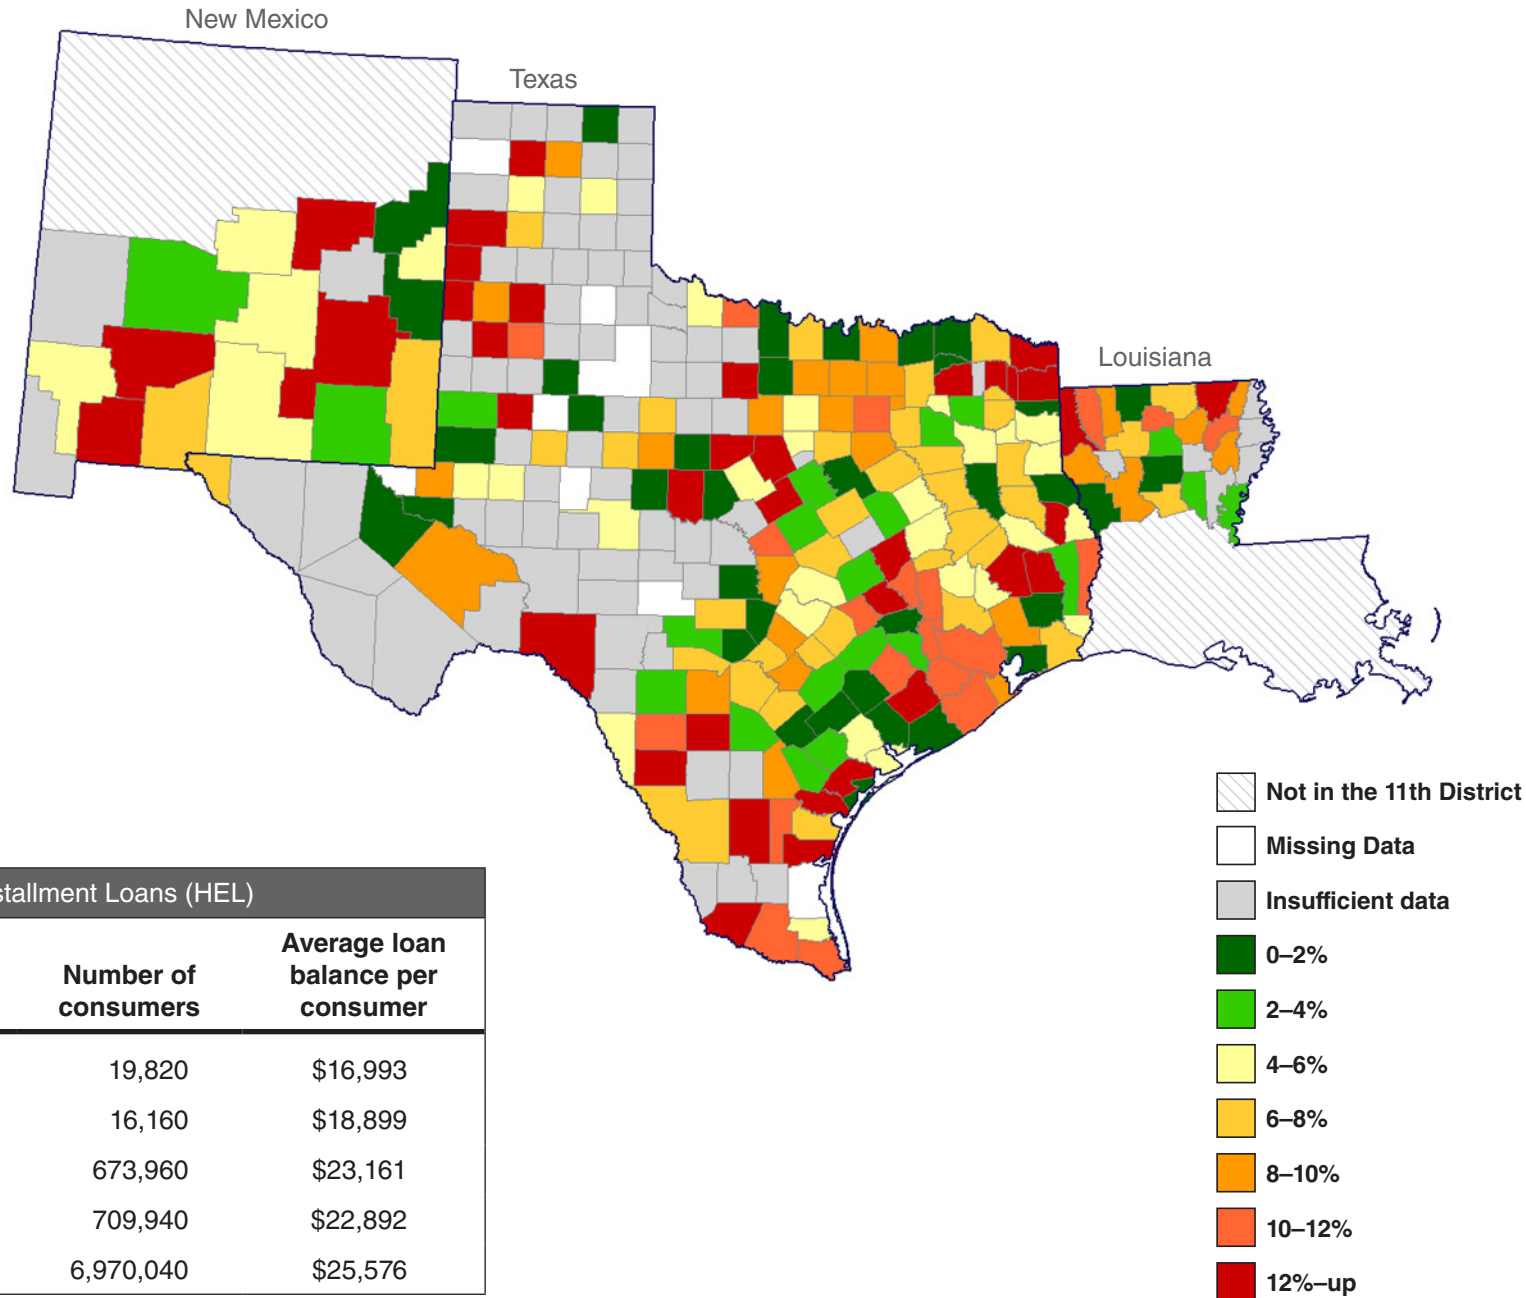 New Mexico
Texas
Louisiana
Not in the 11th District
Missing Data
Insufficient data
0–2%
2–4%
4–6%
6–8%
8–10%
10–12%
12%–up
stallment Loans (HEL)
Number of consumers
Average loan balance per consumer
19,820 $16,993
16,160 $18,899
673,960 $23,161
709,940 $22,892
6,970,040 $25,576